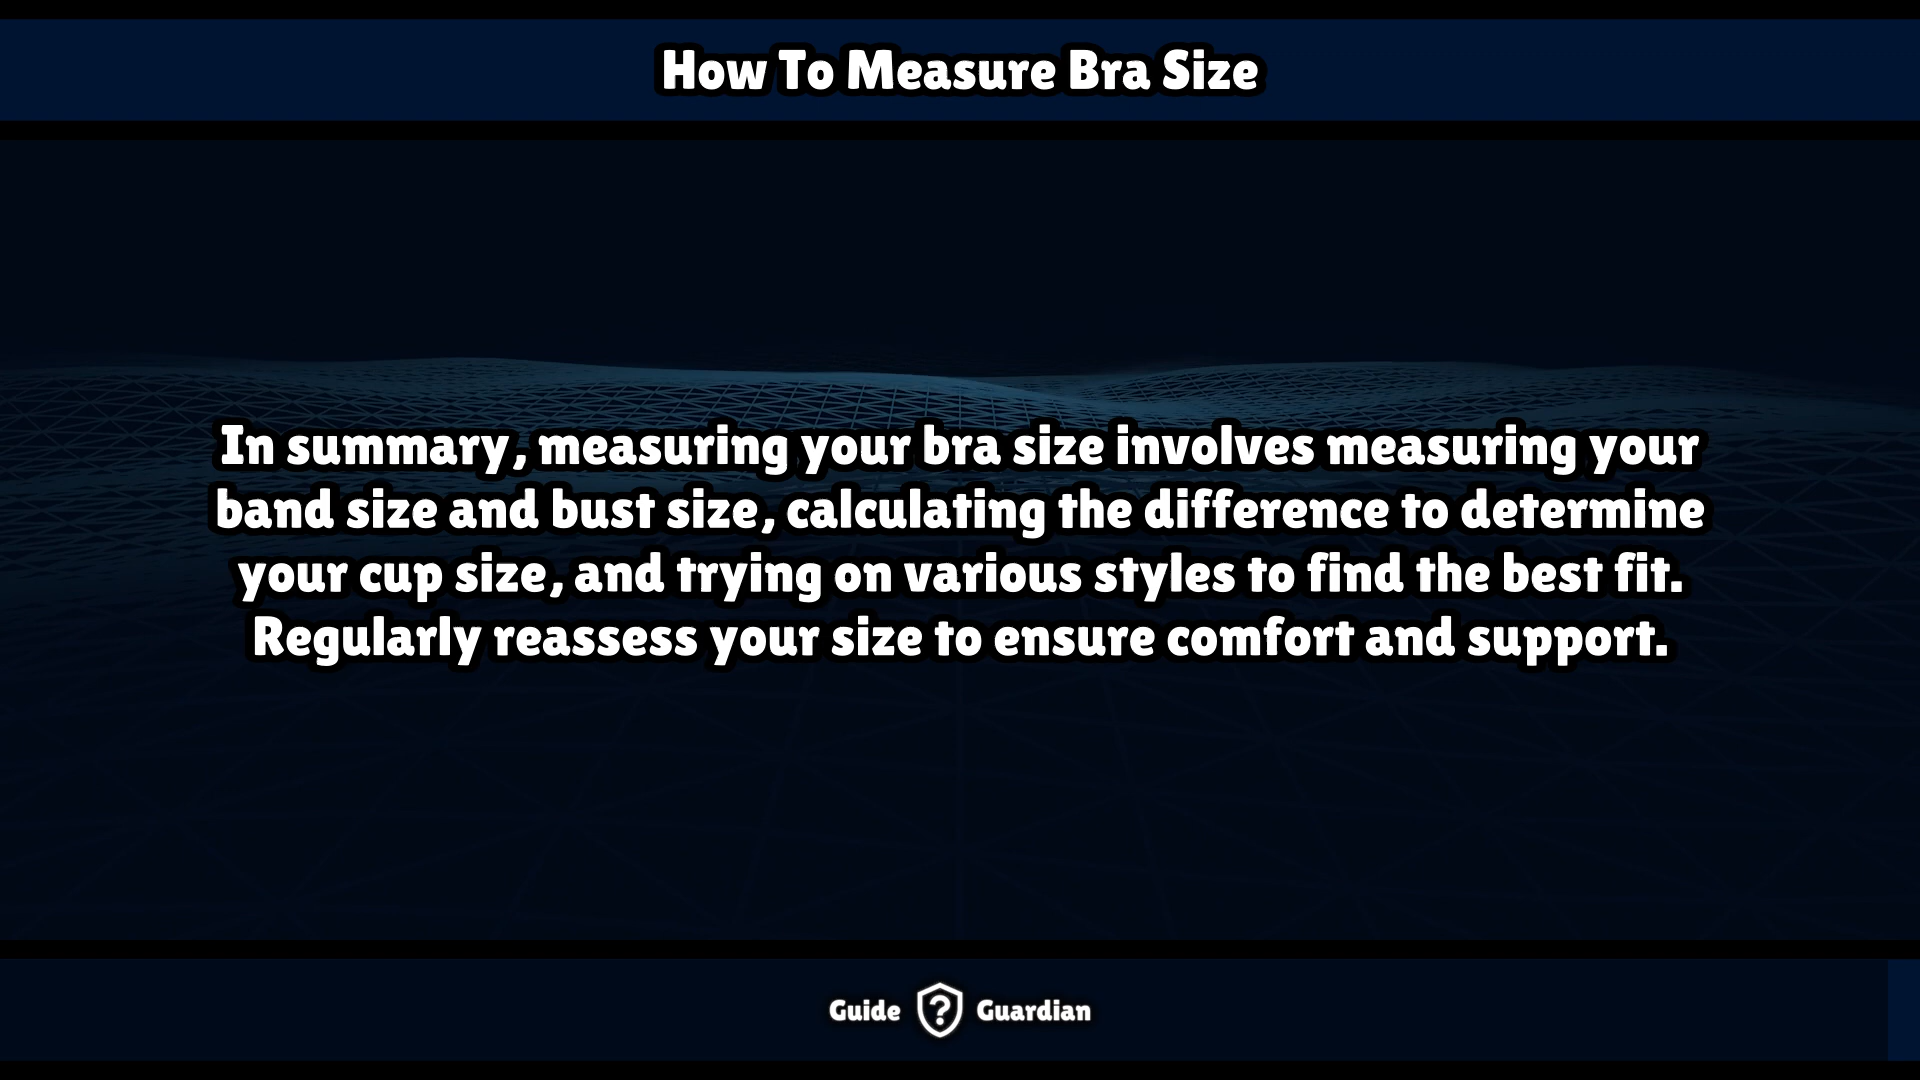 How To Measure Bra Size
In summary, measuring your bra size involves measuring your
band size and bust size, calculating the difference to determine
your cup size, and trying on various styles to find the best fit.
Regularly reassess your size to ensure comfort and support.
Guide ? Guardian